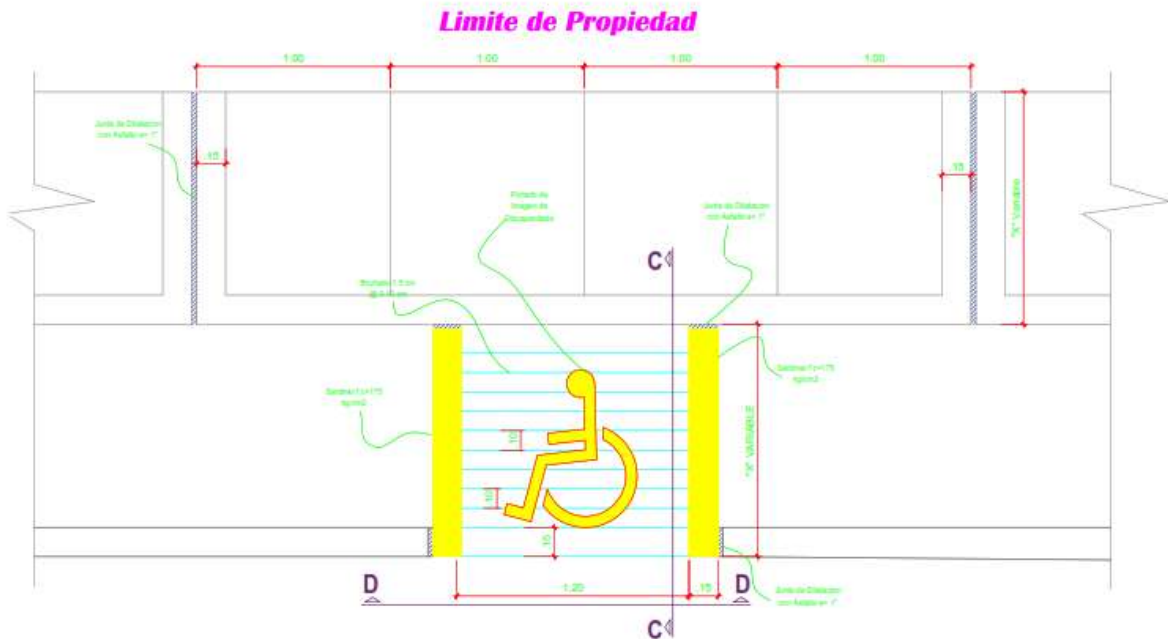 Limite de Propiedad
1.00 1.00 1.00 1.00
Junta de Dilatacion
con Asfalto e= 1"
.15
.15
Pintado de
Imagen de
Discapacitado
Junta de Dilatacion
con Asfalto e= 1"
"X" Variable
C
Bruñado 1.5 cm
Sardinel f'c=175
kg/cm2
Sardinel f'c=175
kg/cm2
.10
.10
.15
"X" VARIABLE
D
1.20
.15
D
Junta de Dilatacion
con Asfalto e= 1"
C